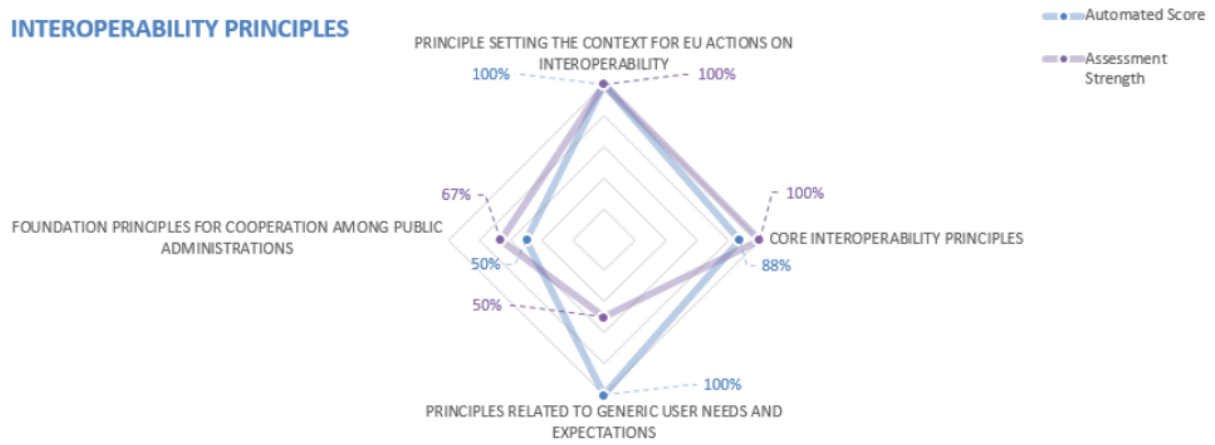 INTEROPERABILITY PRINCIPLES
Automated Score
Assessment
Strength
PRINCIPLE SETTING THE CONTEXT FOR EU ACTIONS ON
INTEROPERABILITY
100%
100%
67%
100%
FOUNDATION PRINCIPLES FOR COOPERATION AMONG PUBLIC
ADMINISTRATIONS
CORE INTEROPERABILITY PRINCIPLES
50%
88%
50%
100%
PRINCIPLES RELATED TO GENERIC USER NEEDS AND
EXPECTATIONS